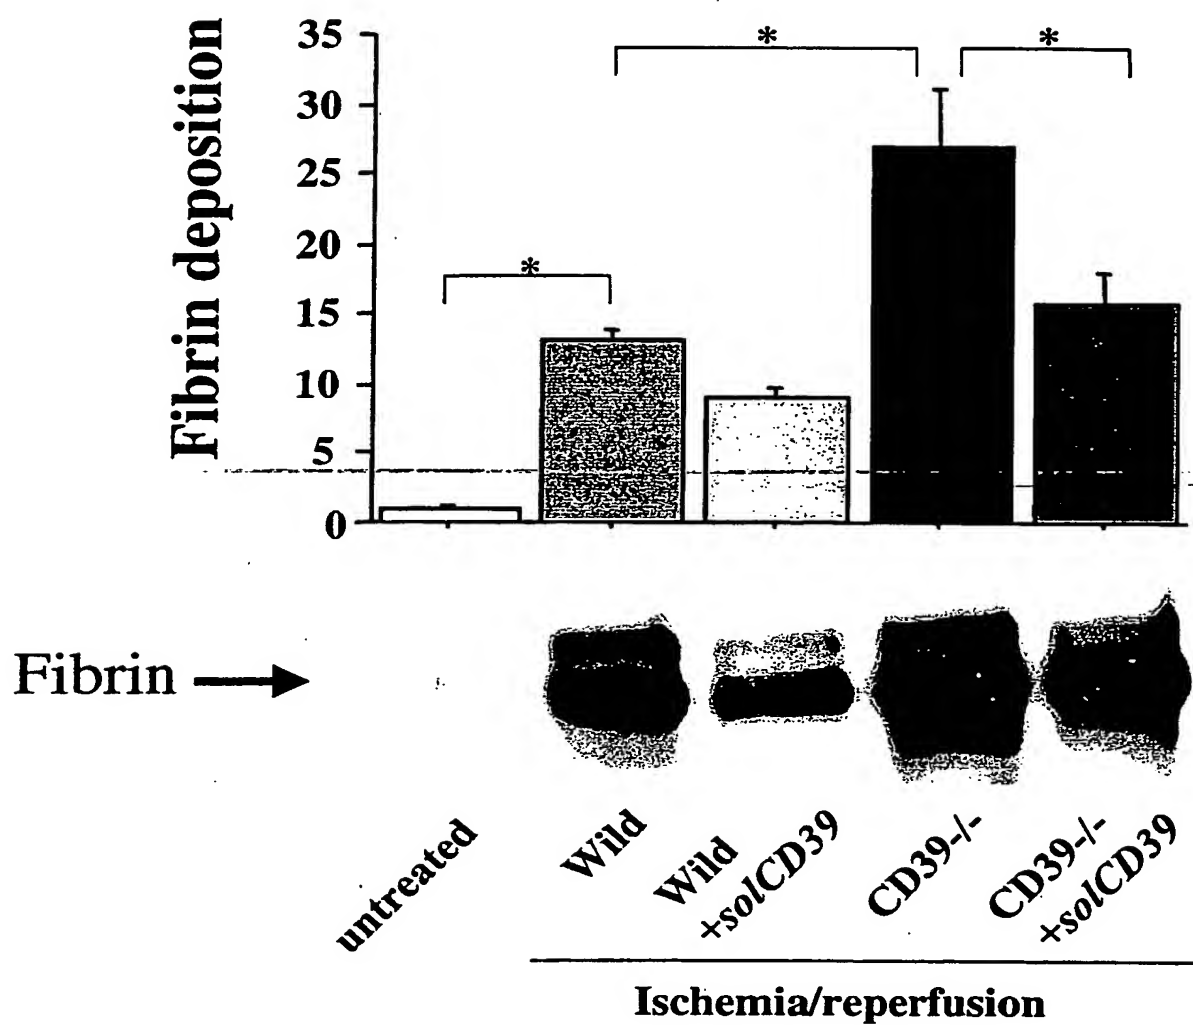 Fibrin deposition
35
30
25
20
15
10
5
0
*
*
*
Fibrin
untreated
Wild
Wild
+solCD39
CD39-/-
CD39-/-
+solCD39
Ischemia/reperfusion